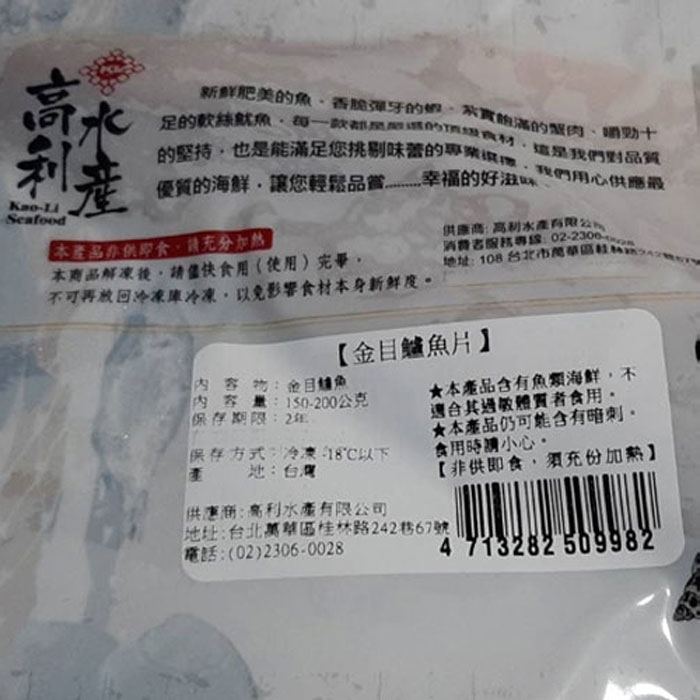 高利水產
Kao-Li
Seafood
新鮮肥美的魚、香脆彈牙的蝦、紮實飽滿的蟹肉、嚼勁十
足的軟絲魷魚,每一款都是嚴選的頂級食材,這是我們對品質
的堅持,也是能滿足您挑剔味蕾的專業選擇,我們用心供應最
優質的海鮮,讓您輕鬆品嘗........幸福的好滋味
本產品非供即食,請充分加熱
本商品解凍後,請儘快食用(使用)完畢,
不可再放回冷凍庫冷凍,以免影響食材本身新鮮度。
供應商:高利水產有限公
消費者服務專線:02-2306-0028
地址:108台北市萬華區桂林路242巷67
【金目鱸魚片】
內容物:金目鱸魚
內容量:150-200公克
保存期限:2年
保存方式:冷凍-18℃以下
產地:台灣
供應商:高利水產有限公司
地址:台北萬華區桂林路242巷67號
電話:(02)2306-0028
★本產品含有魚類海鮮,不
適合其過敏體質者食用。
★本產品仍可能含有暗刺。
食用時請小心。
【非供即食,須充份加熱】
4 713282 509982